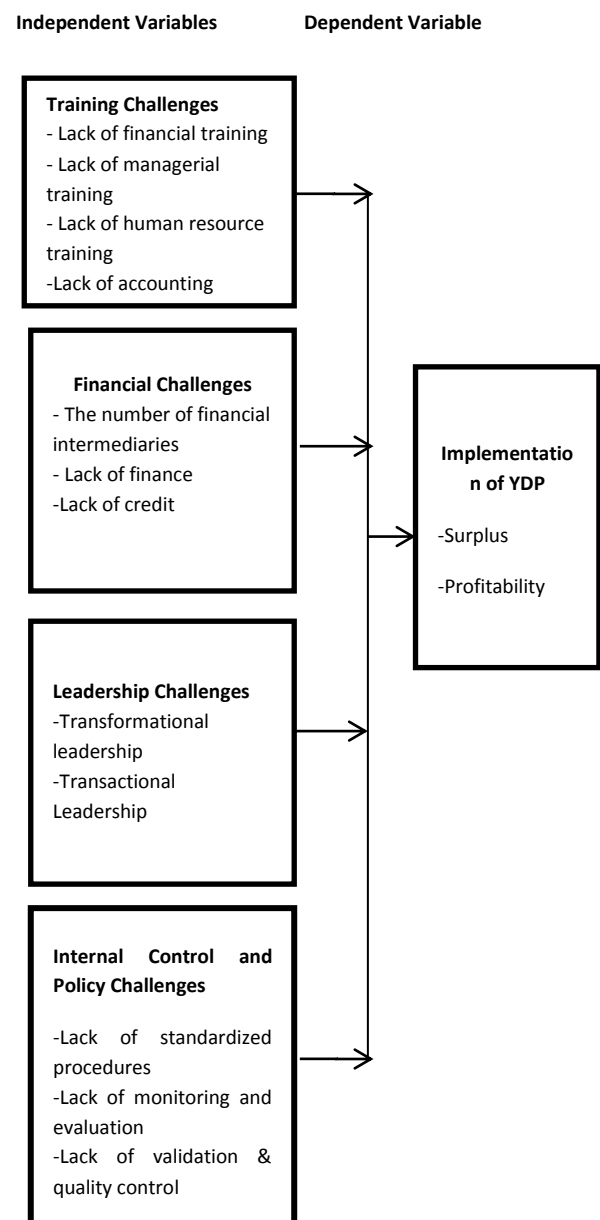 Independent Variables
Dependent Variable
Training Challenges
- Lack of financial training
- Lack of managerial
training
- Lack of human resource
training
-Lack of accounting
Financial Challenges
- The number of financial
intermediaries
- Lack of finance
-Lack of credit
Implementatio
n of YDP
-Surplus
-Profitability
Leadership Challenges
-Transformational
leadership
-Transactional
Leadership
Internal Control and
Policy Challenges
-Lack of standardized
procedures
-Lack of monitoring and
evaluation
-Lack of validation &
quality control